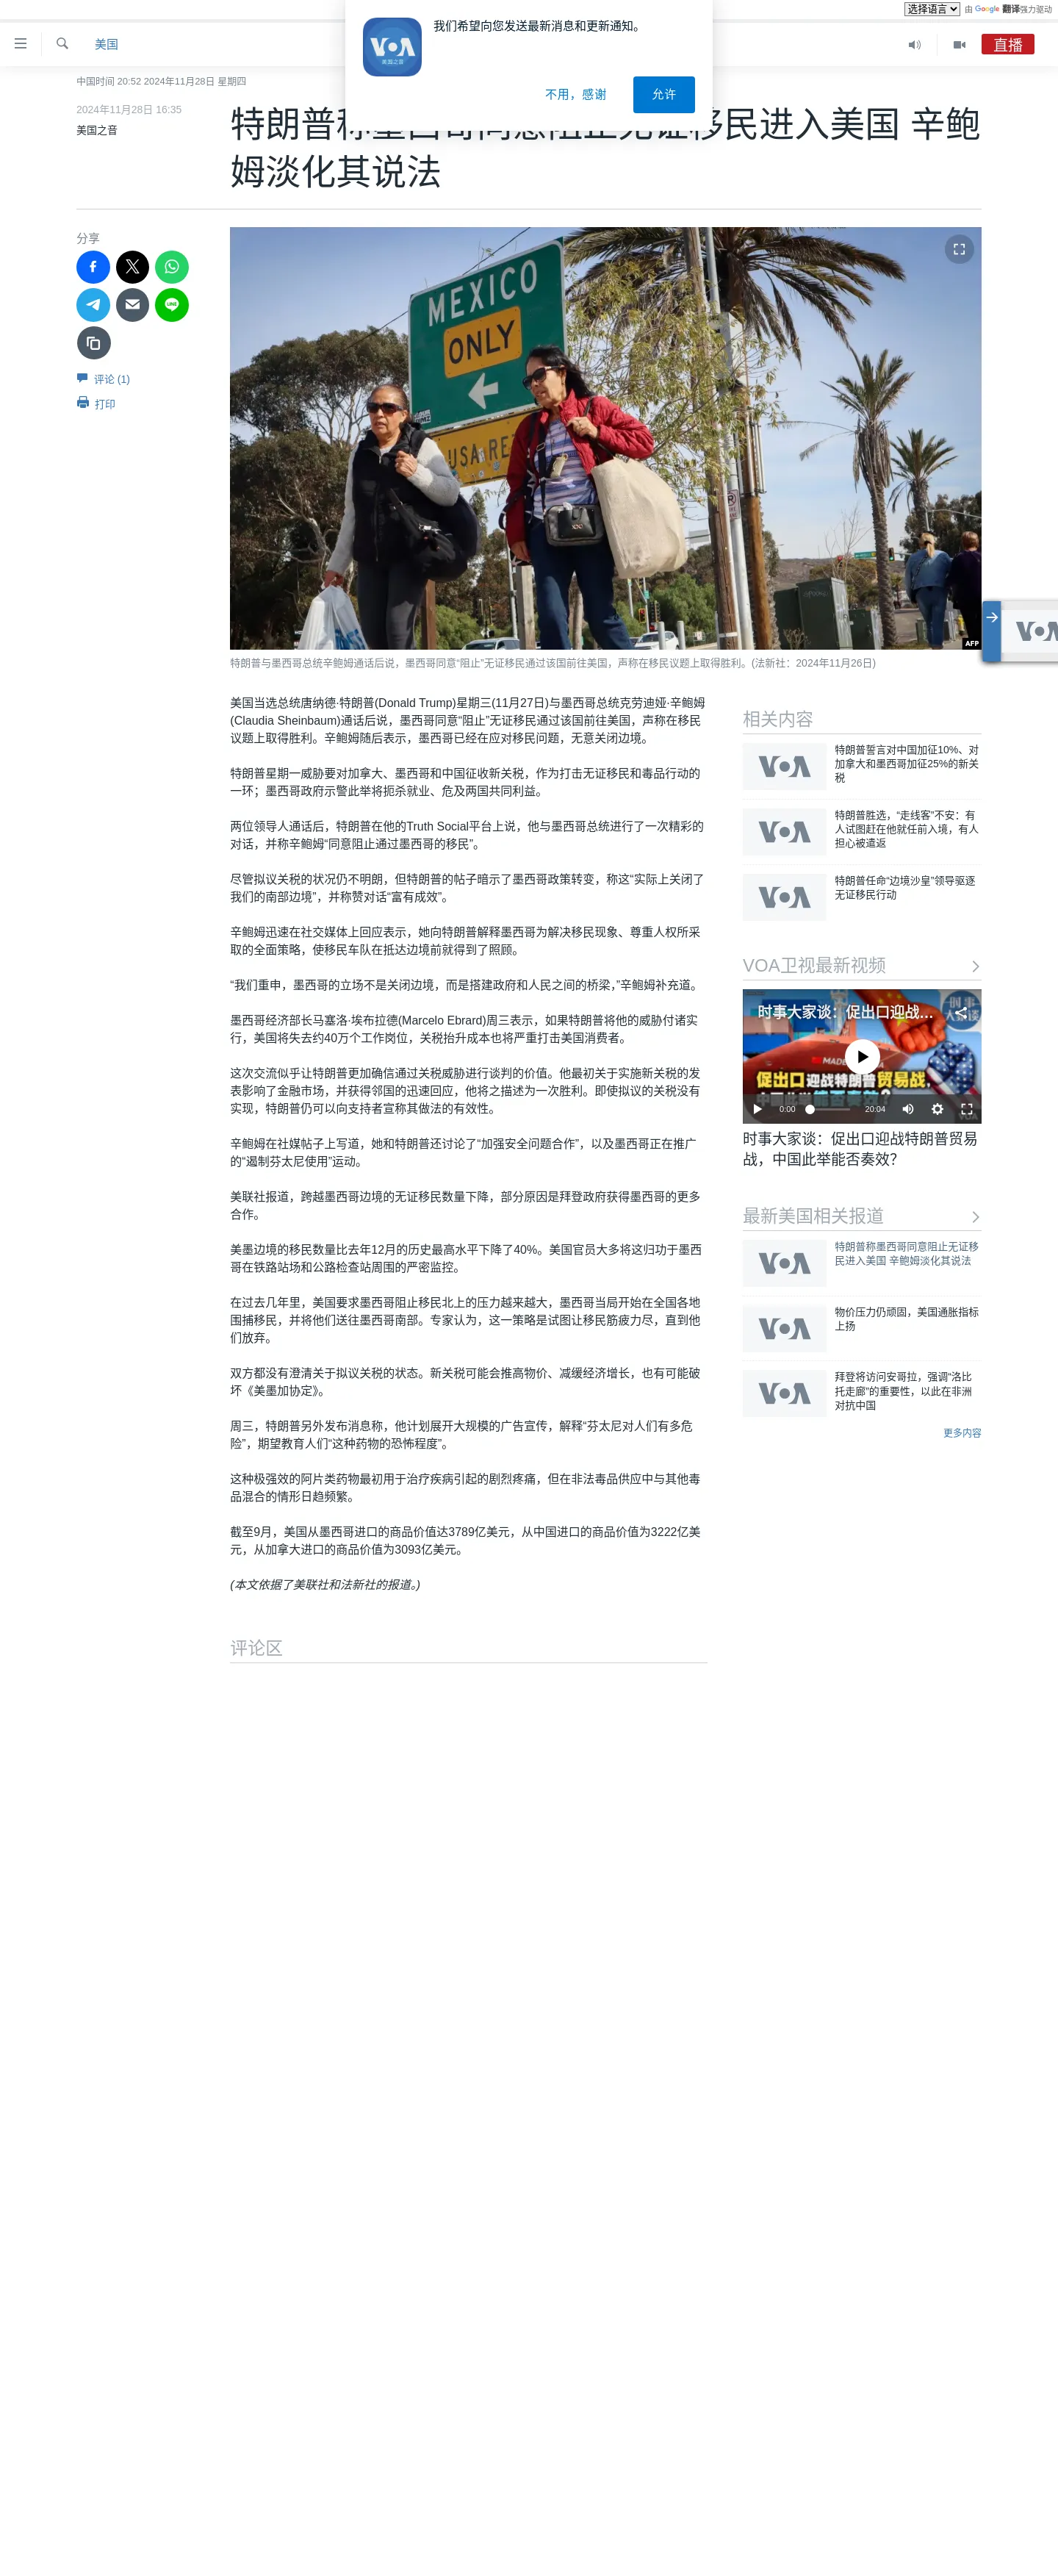 选择语言 由 Google 翻译强力驱动
我们希望向您发送最新消息和更新通知。
VOA
美国之音
不用，感谢
允许
美国
直播
中国时间 20:52 2024年11月28日 星期四
2024年11月28日 16:35
美国之音
民进入美国 辛鲍
姆淡化其说法
分享
评论 (1)
打印
MEXICO
ONLY
USA RE
AFP
特朗普与墨西哥总统辛鲍姆通话后说，墨西哥同意“阻止”无证移民通过该国前往美国，声称在移民议题上取得胜利。(法新社：2024年11月26日)
美国当选总统唐纳德·特朗普(Donald Trump)星期三(11月27日)与墨西哥总统克劳迪娅·辛鲍姆
(Claudia Sheinbaum)通话后说，墨西哥同意“阻止”无证移民通过该国前往美国，声称在移民
议题上取得胜利。辛鲍姆随后表示，墨西哥已经在应对移民问题，无意关闭边境。
特朗普星期一威胁要对加拿大、墨西哥和中国征收新关税，作为打击无证移民和毒品行动的
一环；墨西哥政府示警此举将扼杀就业、危及两国共同利益。
两位领导人通话后，特朗普在他的Truth Social平台上说，他与墨西哥总统进行了一次精彩的
对话，并称辛鲍姆“同意阻止通过墨西哥的移民”。
尽管拟议关税的状况仍不明朗，但特朗普的帖子暗示了墨西哥政策转变，称这“实际上关闭了
我们的南部边境”，并称赞对话“富有成效”。
辛鲍姆迅速在社交媒体上回应表示，她向特朗普解释墨西哥为解决移民现象、尊重人权所采
取的全面策略，使移民车队在抵达边境前就得到了照顾。
“我们重申，墨西哥的立场不是关闭边境，而是搭建政府和人民之间的桥梁，”辛鲍姆补充道。
墨西哥经济部长马塞洛·埃布拉德(Marcelo Ebrard)周三表示，如果特朗普将他的威胁付诸实
行，美国将失去约40万个工作岗位，关税抬升成本也将严重打击美国消费者。
这次交流似乎让特朗普更加确信通过关税威胁进行谈判的价值。他最初关于实施新关税的发
表影响了金融市场，并获得邻国的迅速回应，他将之描述为一次胜利。即使拟议的关税没有
实现，特朗普仍可以向支持者宣称其做法的有效性。
辛鲍姆在社媒帖子上写道，她和特朗普还讨论了“加强安全问题合作”，以及墨西哥正在推广
的“遏制芬太尼使用”运动。
美联社报道，跨越墨西哥边境的无证移民数量下降，部分原因是拜登政府获得墨西哥的更多
合作。
美墨边境的移民数量比去年12月的历史最高水平下降了40%。美国官员大多将这归功于墨西
哥在铁路站场和公路检查站周围的严密监控。
在过去几年里，美国要求墨西哥阻止移民北上的压力越来越大，墨西哥当局开始在全国各地
围捕移民，并将他们送往墨西哥南部。专家认为，这一策略是试图让移民筋疲力尽，直到他
们放弃。
双方都没有澄清关于拟议关税的状态。新关税可能会推高物价、减缓经济增长，也有可能破
坏《美墨加协定》。
周三，特朗普另外发布消息称，他计划展开大规模的广告宣传，解释“芬太尼对人们有多危
险”，期望教育人们“这种药物的恐怖程度”。
这种极强效的阿片类药物最初用于治疗疾病引起的剧烈疼痛，但在非法毒品供应中与其他毒
品混合的情形日趋频繁。
截至9月，美国从墨西哥进口的商品价值达3789亿美元，从中国进口的商品价值为3222亿美
元，从加拿大进口的商品价值为3093亿美元。
(本文依据了美联社和法新社的报道。)
评论区
相关内容
VOA
特朗普誓言对中国加征10%、对
加拿大和墨西哥加征25%的新关
税
VOA
特朗普胜选，“走线客”不安：有
人试图赶在他就任前入境，有人
担心被遣返
VOA
特朗普任命“边境沙皇”领导驱逐
无证移民行动
VOA卫视最新视频
时事大家谈：促出口迎战...
促出口迎战特朗普贸易战，
0:00
20:04
时事大家谈：促出口迎战特朗普贸易
战，中国此举能否奏效？
最新美国相关报道
VOA
特朗普称墨西哥同意阻止无证移
民进入美国 辛鲍姆淡化其说法
VOA
物价压力仍顽固，美国通胀指标
上扬
VOA
拜登将访问安哥拉，强调“洛比
托走廊”的重要性，以此在非洲
对抗中国
更多内容